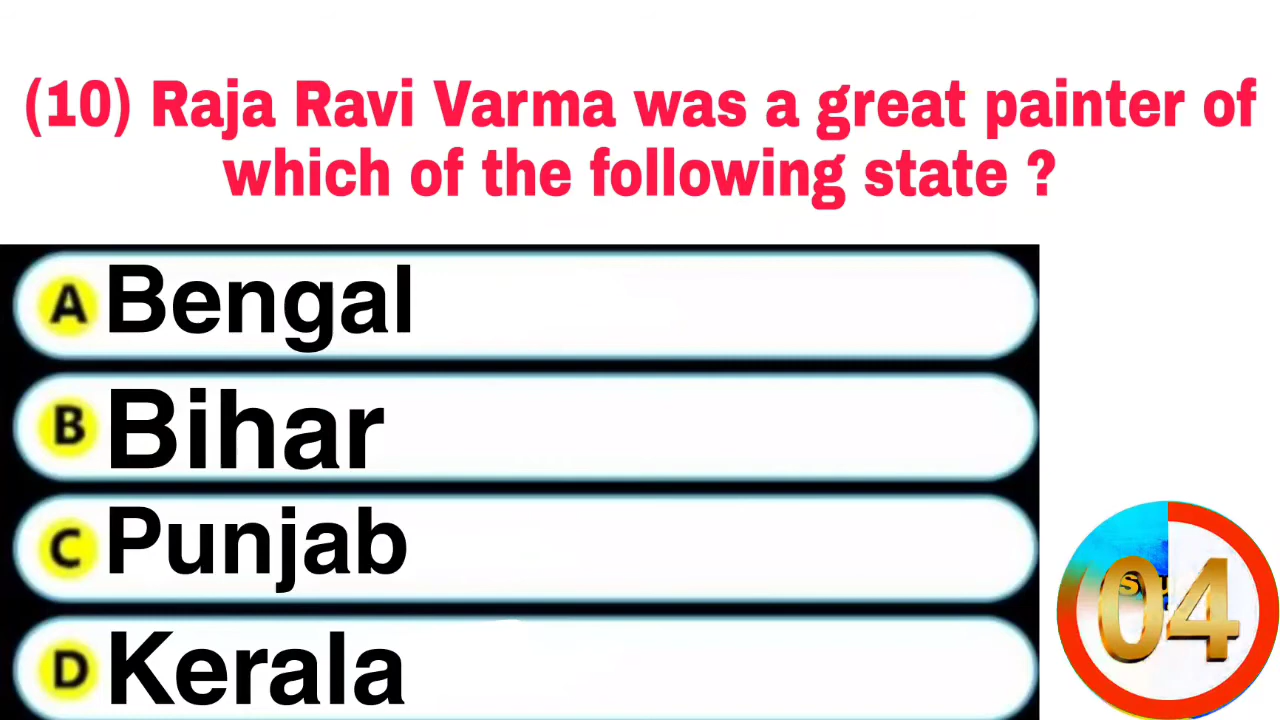 (10) Raja Ravi Varma was a great painter of
which of the following state ?
A Bengal
B Bihar
C Punjab
D Kerala
04